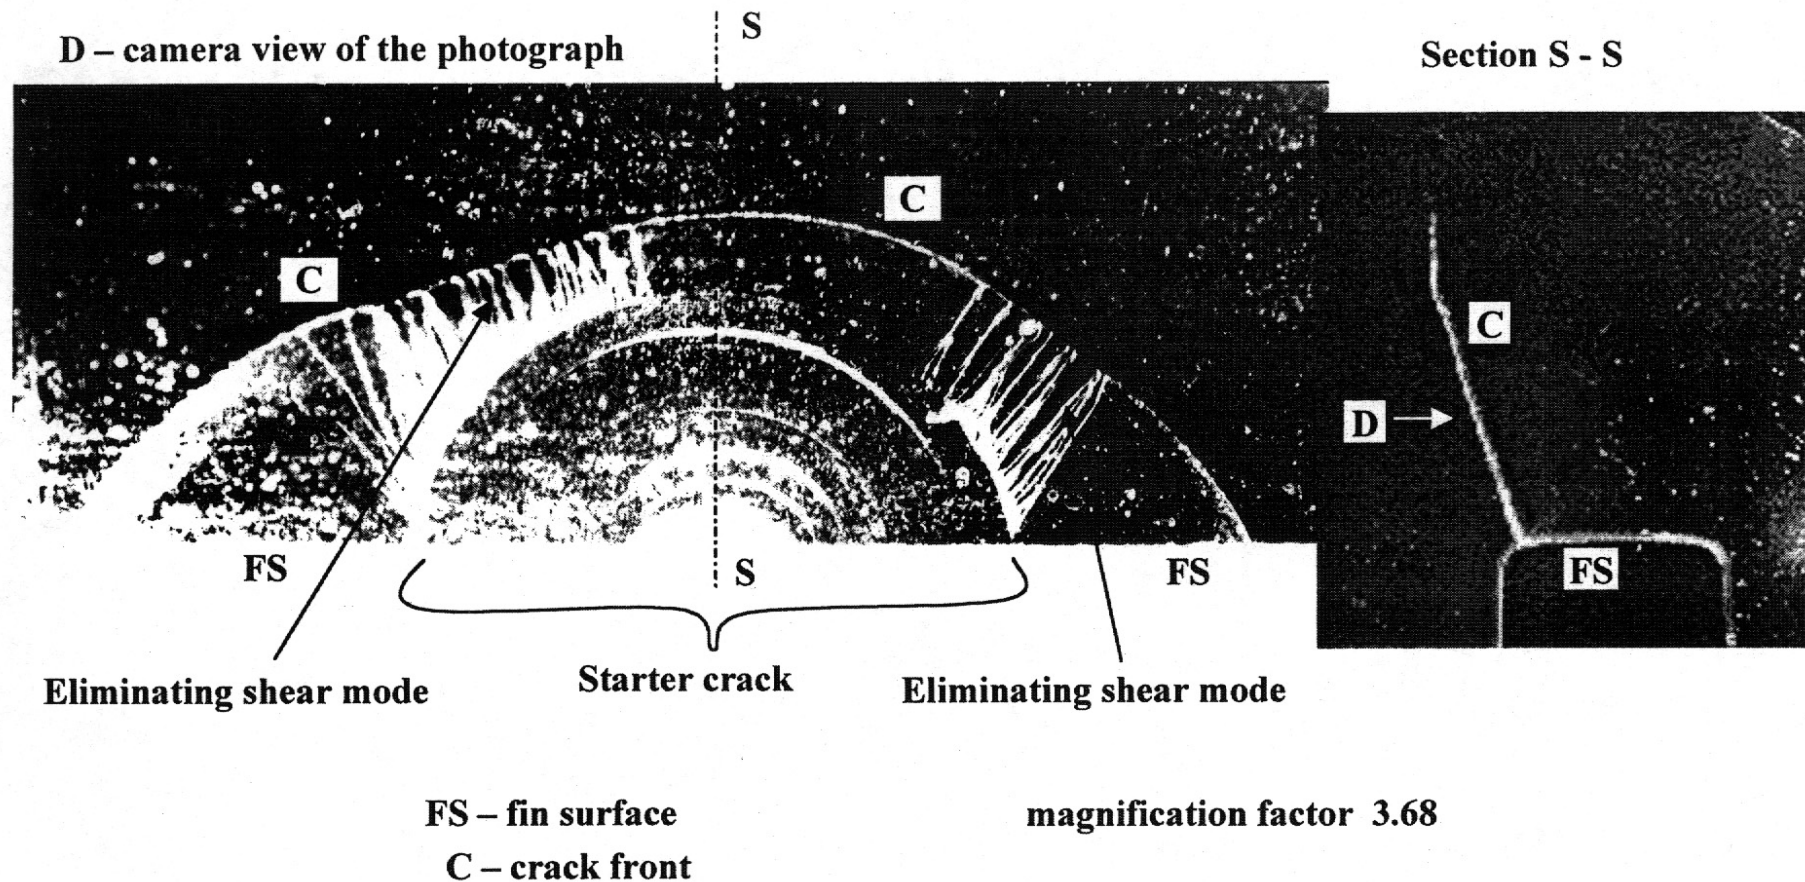 S
D – camera view of the photograph
Section S - S
C
C
C
D
FS
S
FS
FS
Eliminating shear mode
Starter crack
Eliminating shear mode
FS – fin surface
magnification factor 3.68
C – crack front